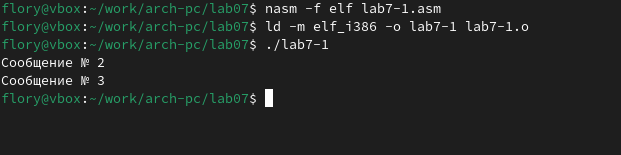 flory@vbox:~/work/arch-pc/lab07$ nasm -f elf lab7-1.asm
flory@vbox:~/work/arch-pc/lab07$ ld -m elf_i386 -o lab7-1 lab7-1.o
flory@vbox:~/work/arch-pc/lab07$ ./lab7-1
Сообщение № 2
Сообщение № 3
flory@vbox:~/work/arch-pc/lab07$